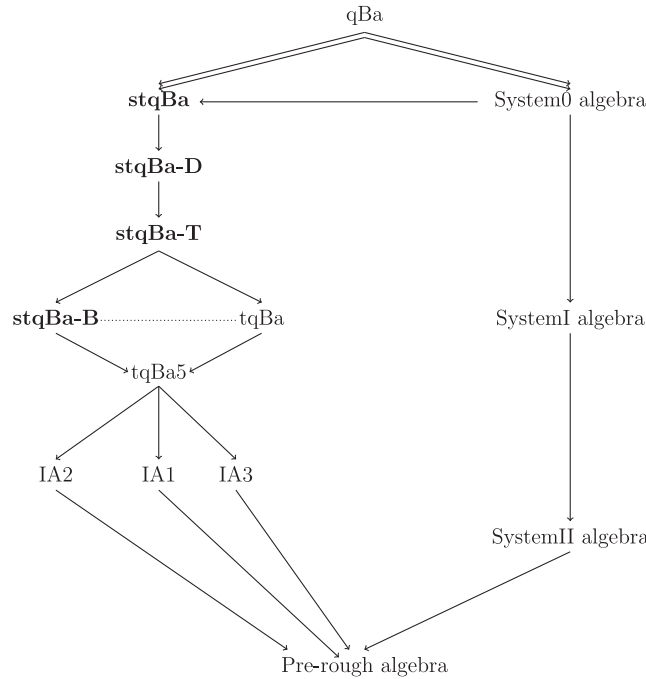 qBa
stqBa System0 algebra
stqBa-D
stqBa-T
stqBa-B tqBa SystemI algebra
tqBa5
IA2 IA1 IA3
SystemII algebra
Pre-rough algebra